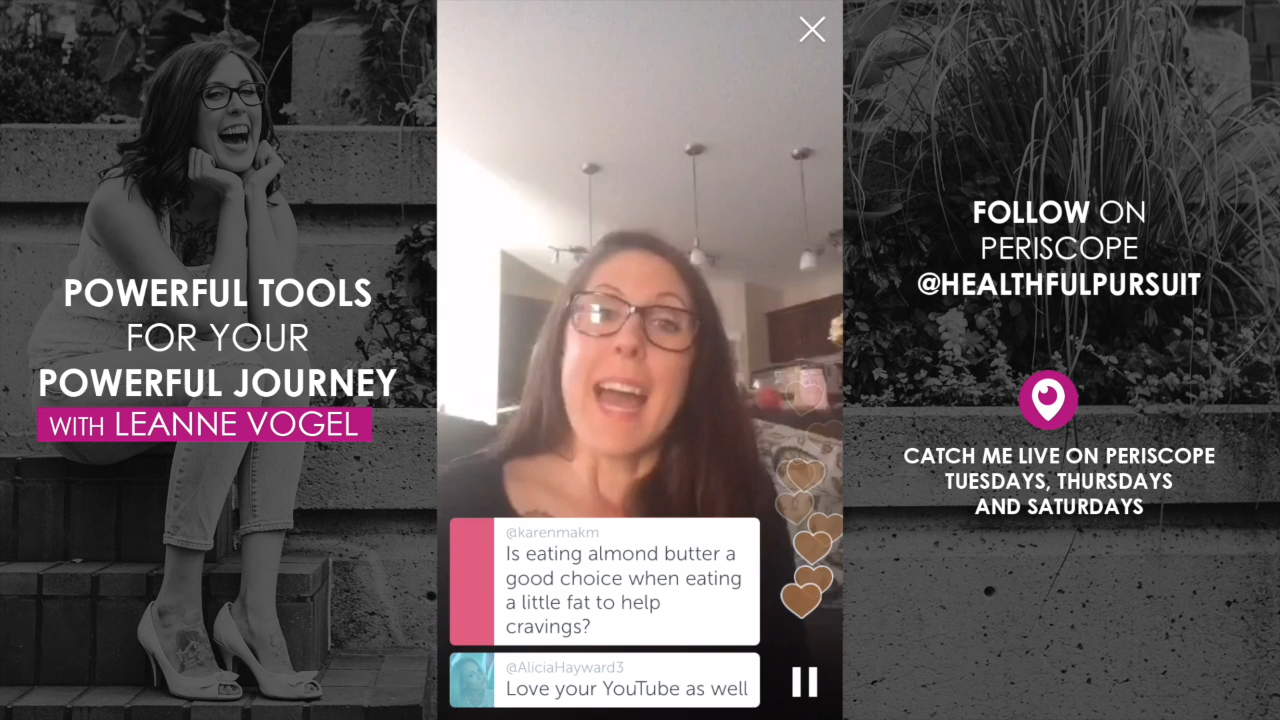 POWERFUL TOOLS
FOR YOUR
POWERFUL JOURNEY
WITH LEANNE VOGEL
@karenmakm
Is eating almond butter a
good choice when eating
a little fat to help
cravings?
@AliciaHayward3
Love your YouTube as well
FOLLOW ON
PERISCOPE
@HEALTHFULPURSUIT
CATCH ME LIVE ON PERISCOPE
TUESDAYS, THURSDAYS
AND SATURDAYS